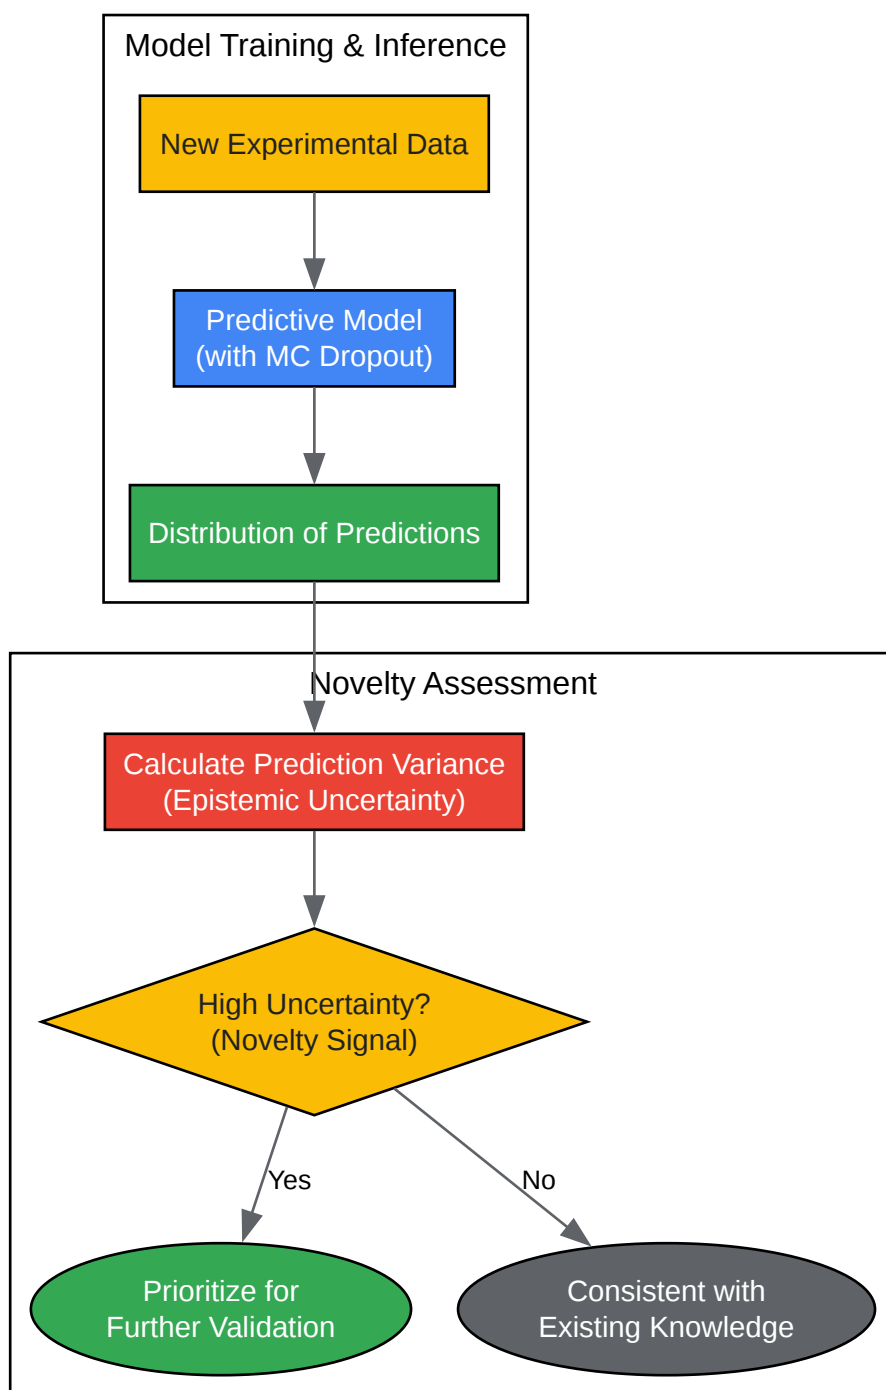 Model Training & Inference
New Experimental Data
Predictive Model
(with MC Dropout)
Distribution of Predictions
Novelty Assessment
Calculate Prediction Variance
(Epistemic Uncertainty)
High Uncertainty?
(Novelty Signal)
Yes
No
Prioritize for
Further Validation
Consistent with
Existing Knowledge